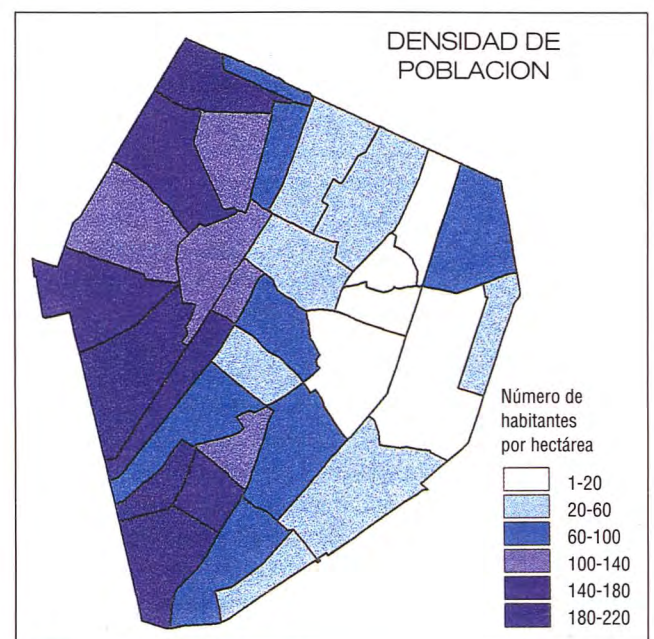 DENSIDAD DE
POBLACION
Número de
habitantes
por hectárea
1-20
20-60
60-100
100-140
140-180
180-220